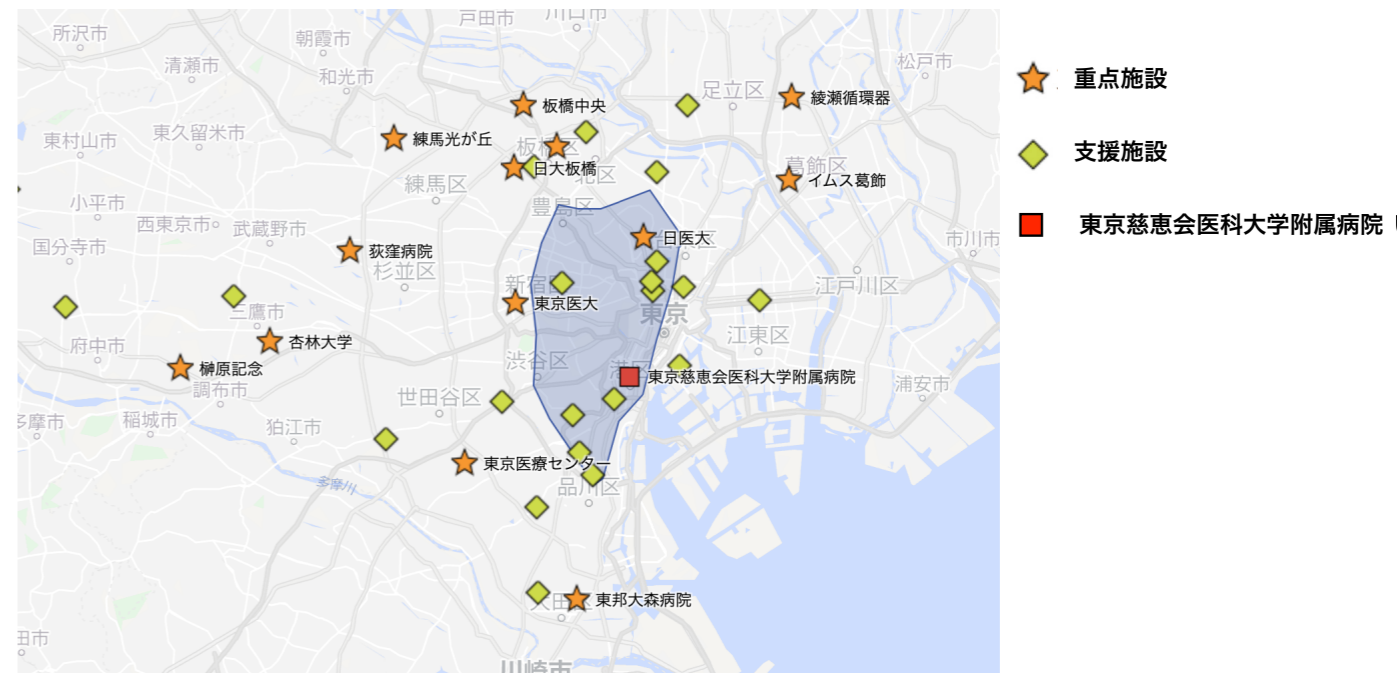 戸田市
川口市
所沢市
朝霞市
松戸市
清瀬市
和光市
足立区
重点施設
綾瀬循環器
板橋中央
東村山市
東久留米市
練馬光が丘
支援施設
日大板橋
北区
葛飾区
イムス葛飾
練馬区
小平市
豊島区
西東京市
武蔵野市
東京慈恵会医科大学附属病院
国分寺市
荻窪病院
日医大
市川市
杉並区
新宿区
江戸川区
東京医大
三鷹市
東京
江東区
府中市
杏林大学
榊原記念
渋谷区
港区
東京慈恵会医科大学附属病院
調布市
世田谷区
浦安市
多摩市
稲城市
狛江市
東京医療センター
多摩川
品川区
大田区
東邦大森病院
田市
川崎市